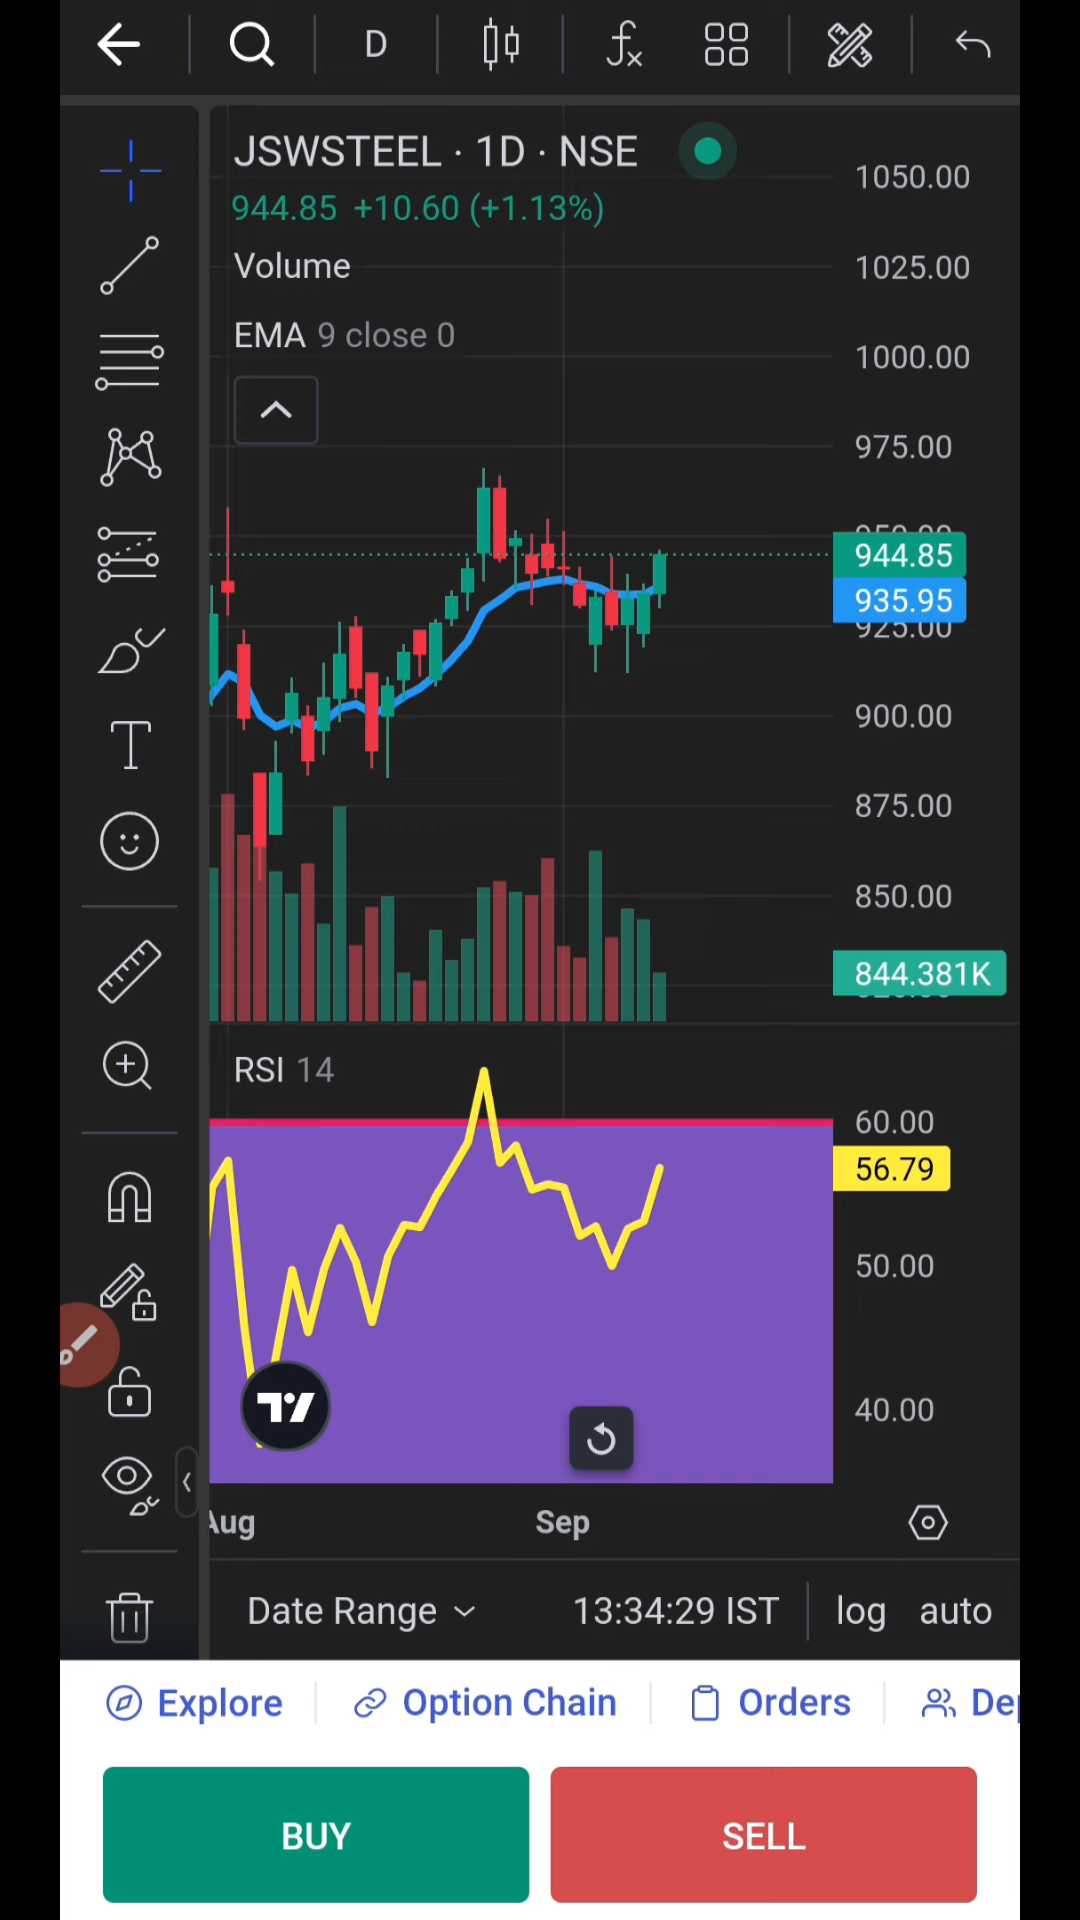 D
JSWSTEEL · 1D · NSE
944.85 +10.60 (+1.13%)
Volume
EMA 9 close 0
1050.00
1025.00
1000.00
975.00
944.85
935.95
925.00
900.00
875.00
850.00
844.381K
RSI 14
60.00
56.79
50.00
40.00
Aug
Sep
Date Range
13:34:29 IST
log
auto
Explore
Option Chain
Orders
BUY
SELL